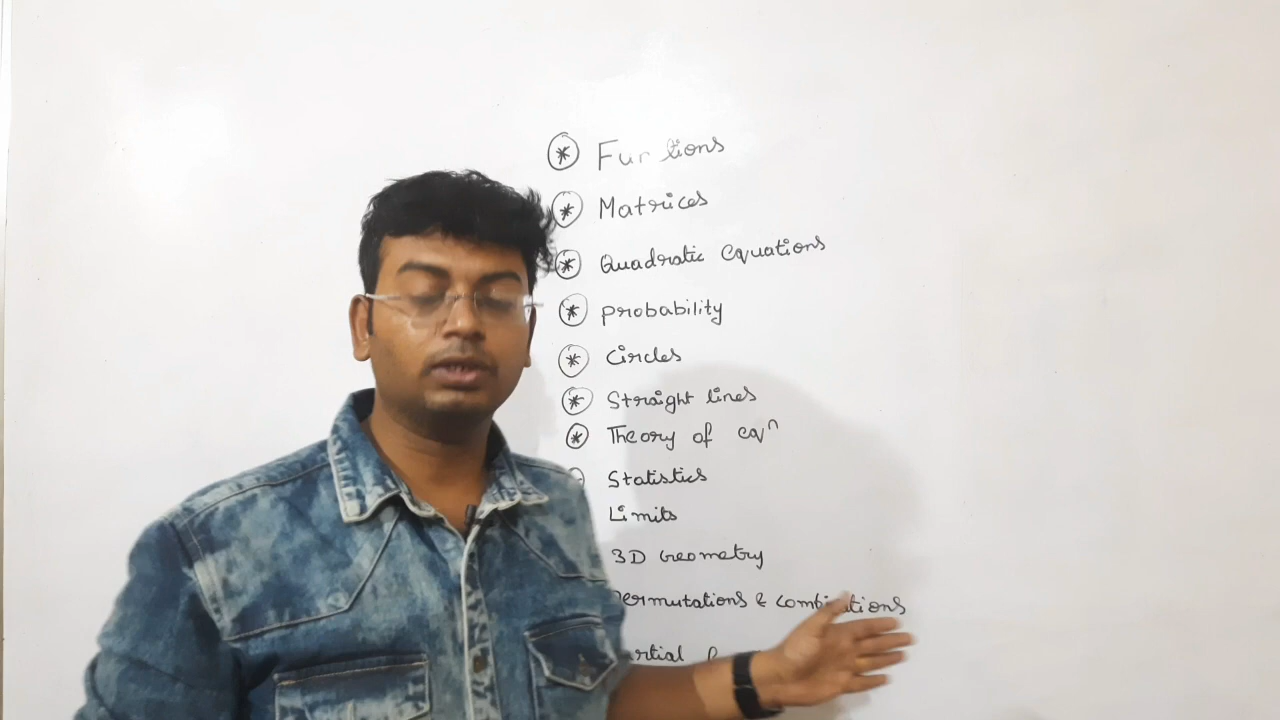 Functions
Matrices
Quadratic Equations
probability
Circles
Straight lines
Theory of eqⁿ
Statistics
Limits
3D Geometry
Permutations & Combinations